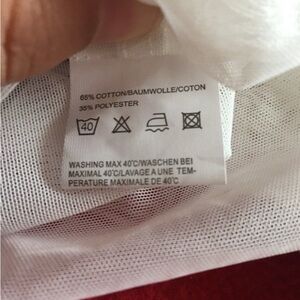 65% COTTON/BAUMWOLLE/COTON
35% POLYESTER
40
WASHING MAX 40°C/WASCHEN BEI
MAXIMAL 40°C/LAVAGE A UNE TEM-
PERATURE MAXIMALE DE 40°C